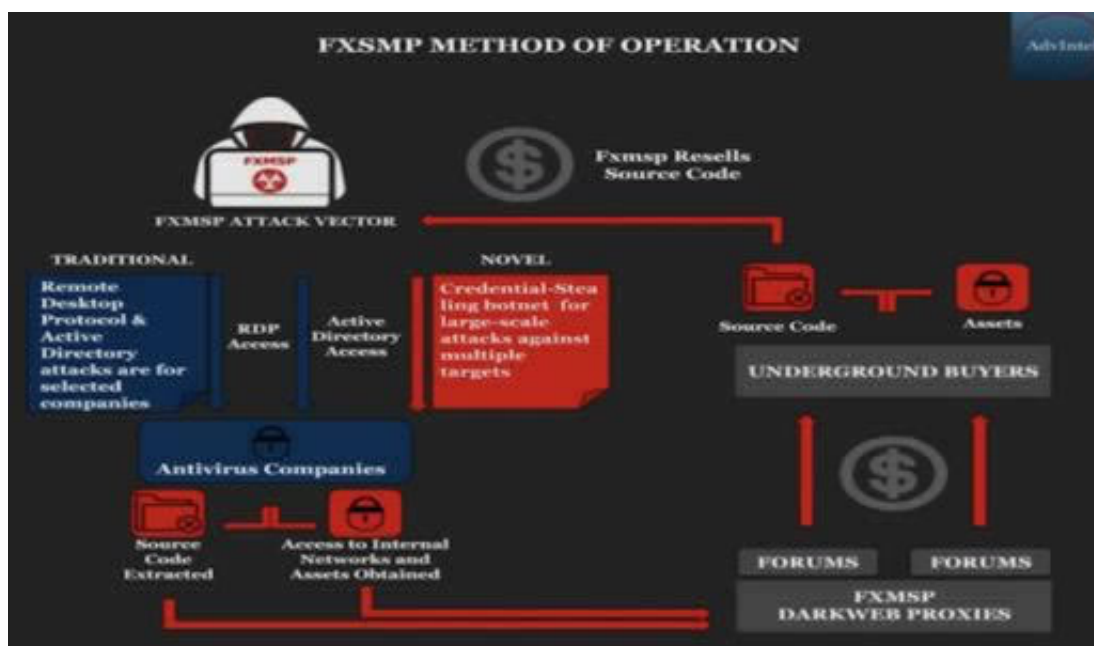 FXSMP METHOD OF OPERATION
AdvIntel
FXMSP
Fxmsp Resells
Source Code
FXMSP ATTACK VECTOR
TRADITIONAL
Remote
Desktop
Protocol &
Active
Directory
attacks are for
selected
companies
RDP
Access
Active
Directory
Access
NOVEL
Credential-Stea
ling botnet for
large-scale
attacks against
multiple
targets
Antivirus Companies
Source
Code
Extracted
Access to Internal
Networks and
Assets Obtained
Source Code
Assets
UNDERGROUND BUYERS
$
$
FORUMS
FORUMS
FXMSP
DARKWEB PROXIES